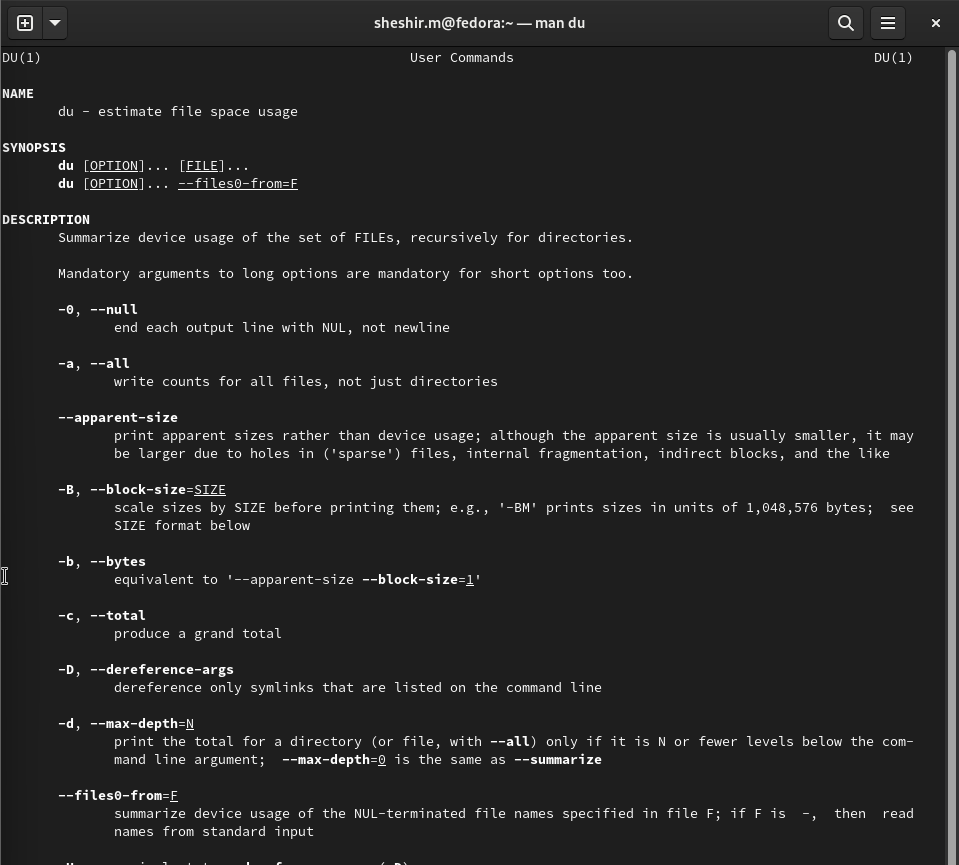 sheshir.m@fedora:~ — man du
DU(1) User Commands DU(1)
NAME
du - estimate file space usage
SYNOPSIS
du [OPTION]... [FILE]...
du [OPTION]... --files0-from=F
DESCRIPTION
Summarize device usage of the set of FILEs, recursively for directories.
Mandatory arguments to long options are mandatory for short options too.
-0, --null
end each output line with NUL, not newline
-a, --all
write counts for all files, not just directories
--apparent-size
print apparent sizes rather than device usage; although the apparent size is usually smaller, it may
be larger due to holes in ('sparse') files, internal fragmentation, indirect blocks, and the like
-B, --block-size=SIZE
scale sizes by SIZE before printing them; e.g., '-BM' prints sizes in units of 1,048,576 bytes;  see
SIZE format below
-b, --bytes
equivalent to '--apparent-size --block-size=1'
-c, --total
produce a grand total
-D, --dereference-args
dereference only symlinks that are listed on the command line
-d, --max-depth=N
print the total for a directory (or file, with --all) only if it is N or fewer levels below the com-
mand line argument;  --max-depth=0 is the same as --summarize
--files0-from=F
summarize device usage of the NUL-terminated file names specified in file F; if F is  -,  then  read
names from standard input